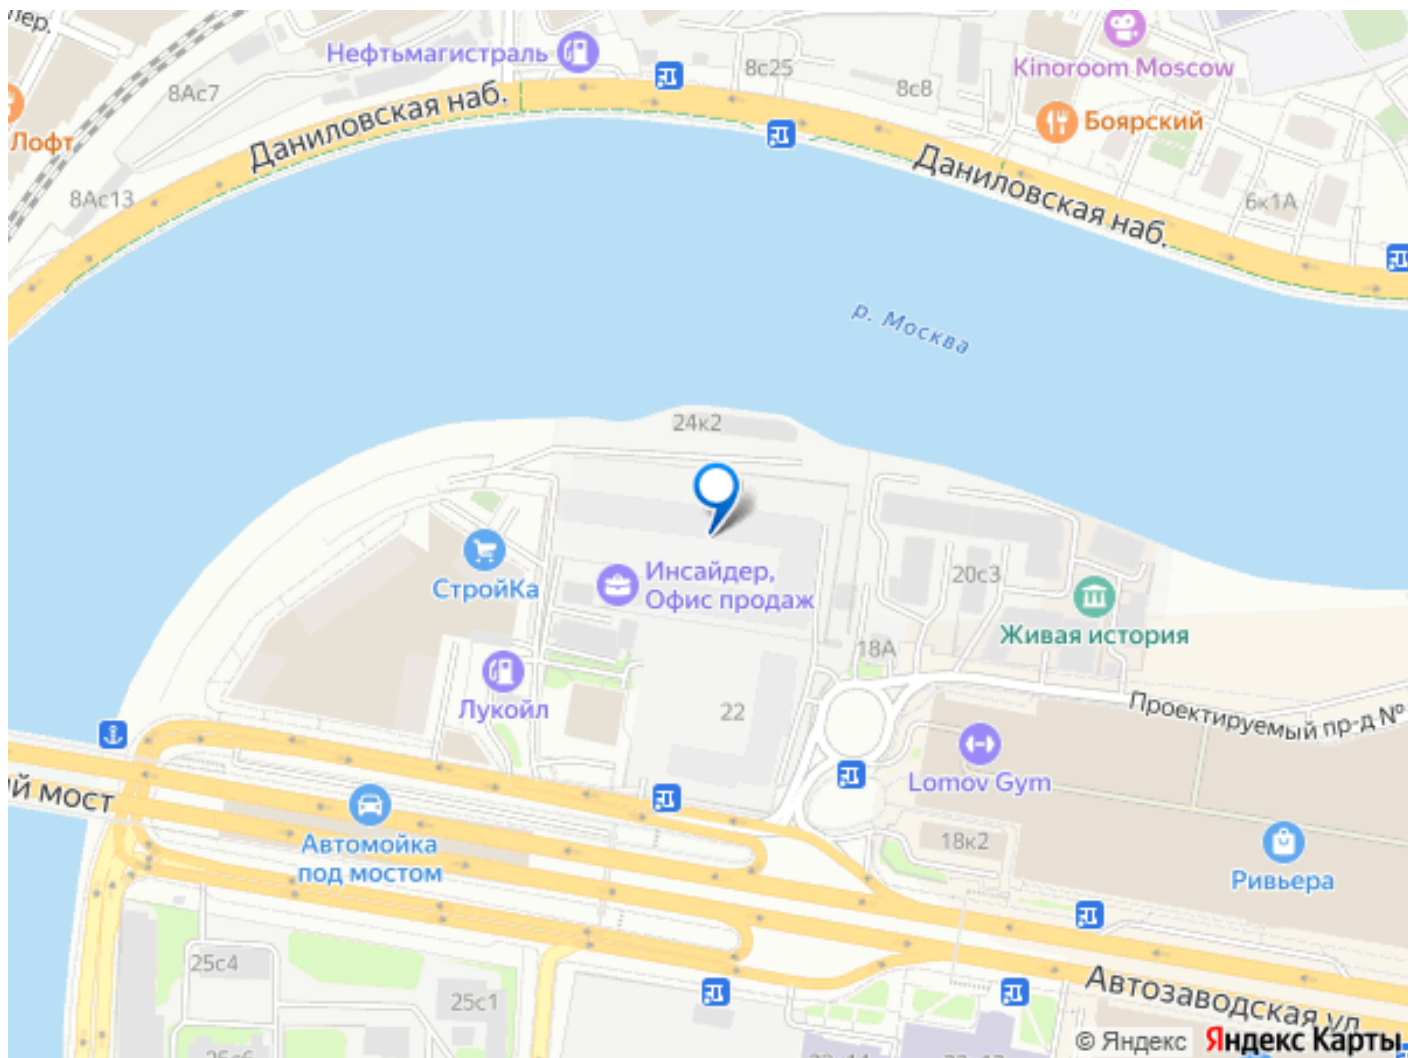 пер.
Нефтьмагистраль
8Ас7
8с25
8с8
Kinoroom Moscow
Даниловская наб.
Лофт
Боярский
Даниловская наб.
8Ас13
6к1А
р. Москва
24к2
СтройКа
Инсайдер,
Офис продаж
20с3
Живая история
18А
Лукойл
22
Проектируемый пр-д №
Lomov Gym
ий мост
Автомойка
под мостом
18к2
Ривьера
25с4
25с1
Автозаводская ул.
© Яндекс Яндекс Карты